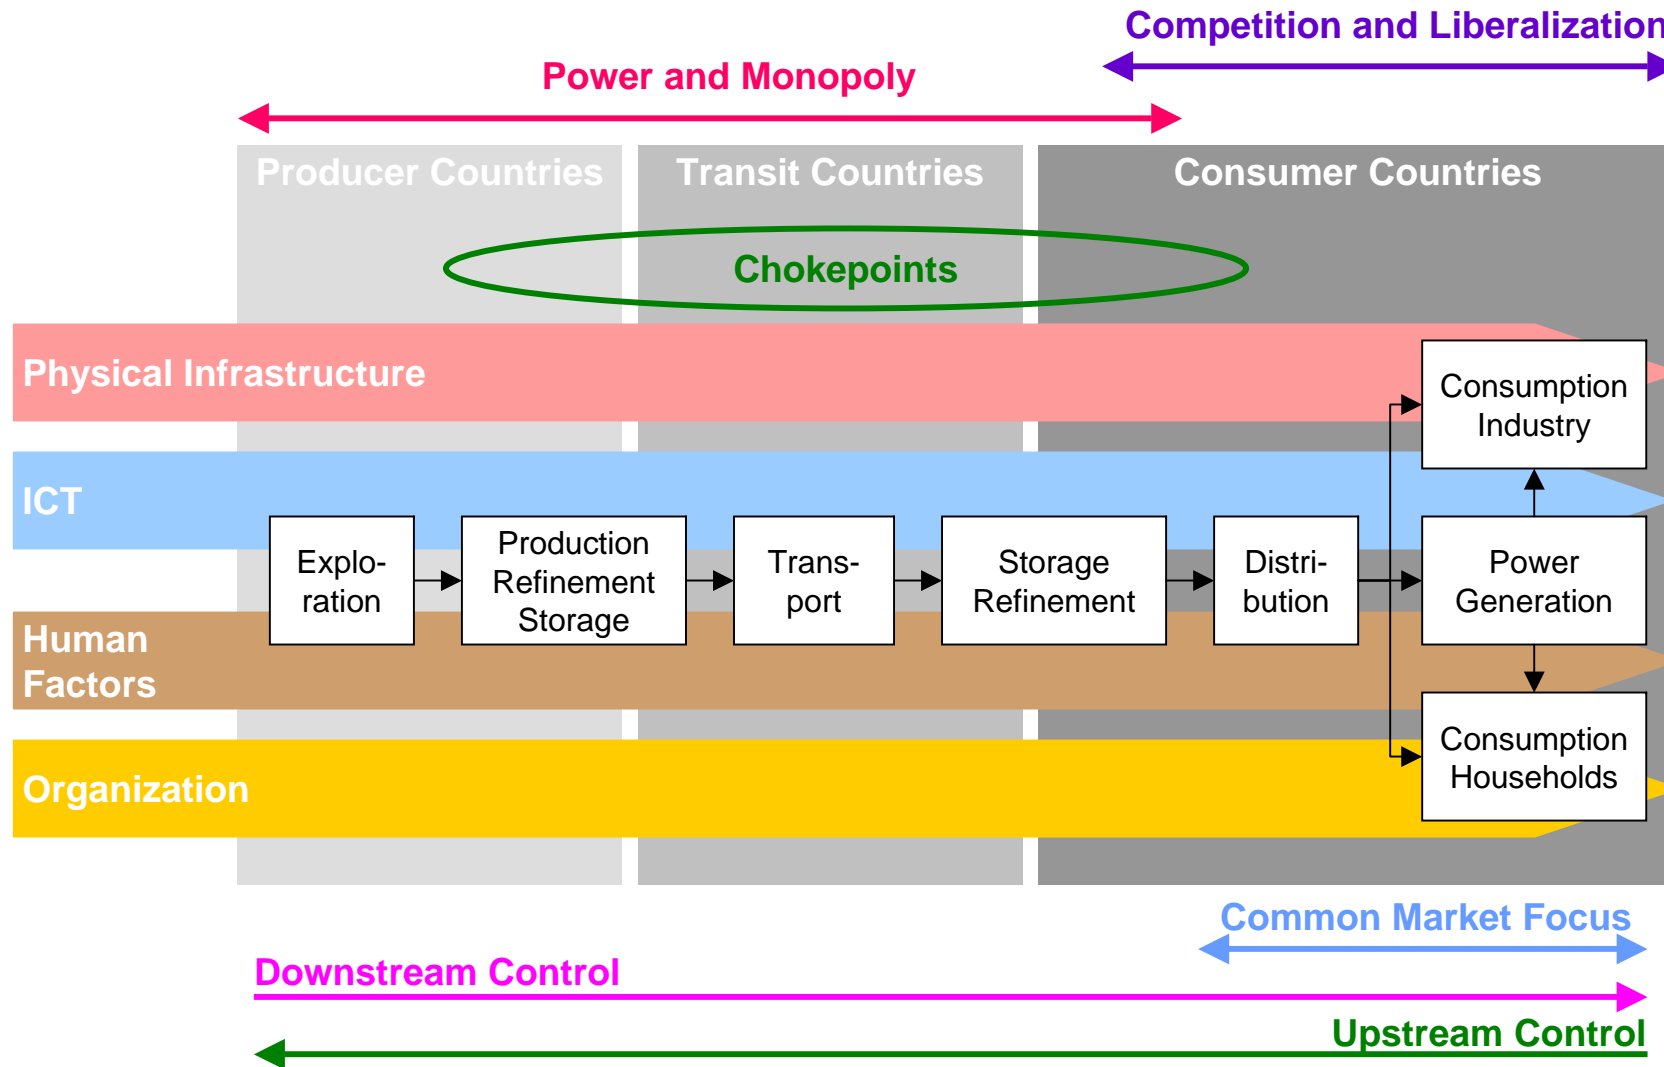 Competition and Liberalization
Power and Monopoly
Producer Countries
Transit Countries
Consumer Countries
Chokepoints
Physical Infrastructure
Consumption
Industry
ICT
Explo-
ration
Production
Refinement
Storage
Trans-
port
Storage
Refinement
Distri-
bution
Power
Generation
Human
Factors
Consumption
Households
Organization
Common Market Focus
Downstream Control
Upstream Control